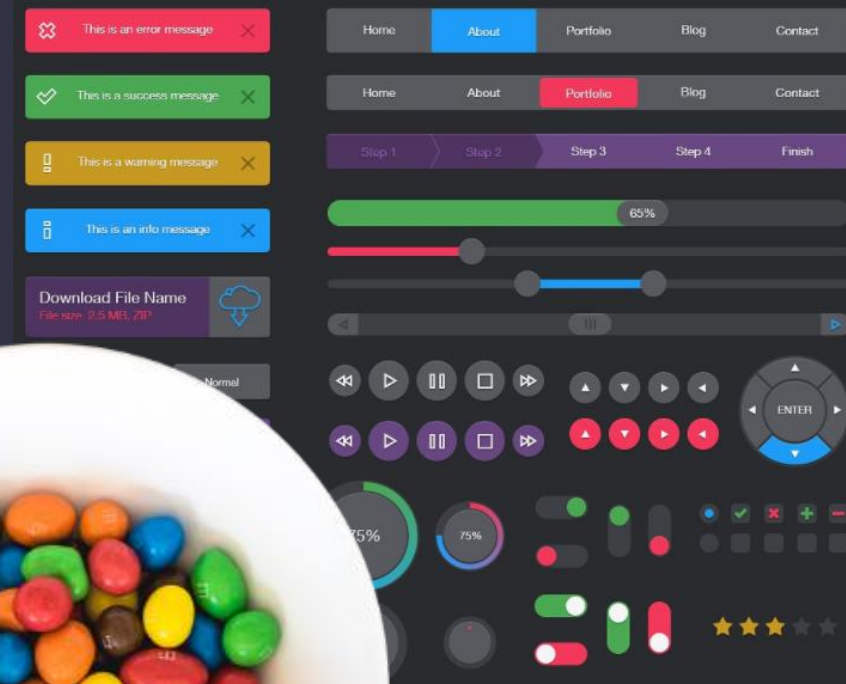 This is an error message
This is a success message
This is a warning message
This is an info message
Download File Name
File size: 2.5 MB, ZIP
Normal
Home About Portfolio Blog Contact
Home About Portfolio Blog Contact
Step 1 Step 2 Step 3 Step 4 Finish
65%
ENTER
75%
75%